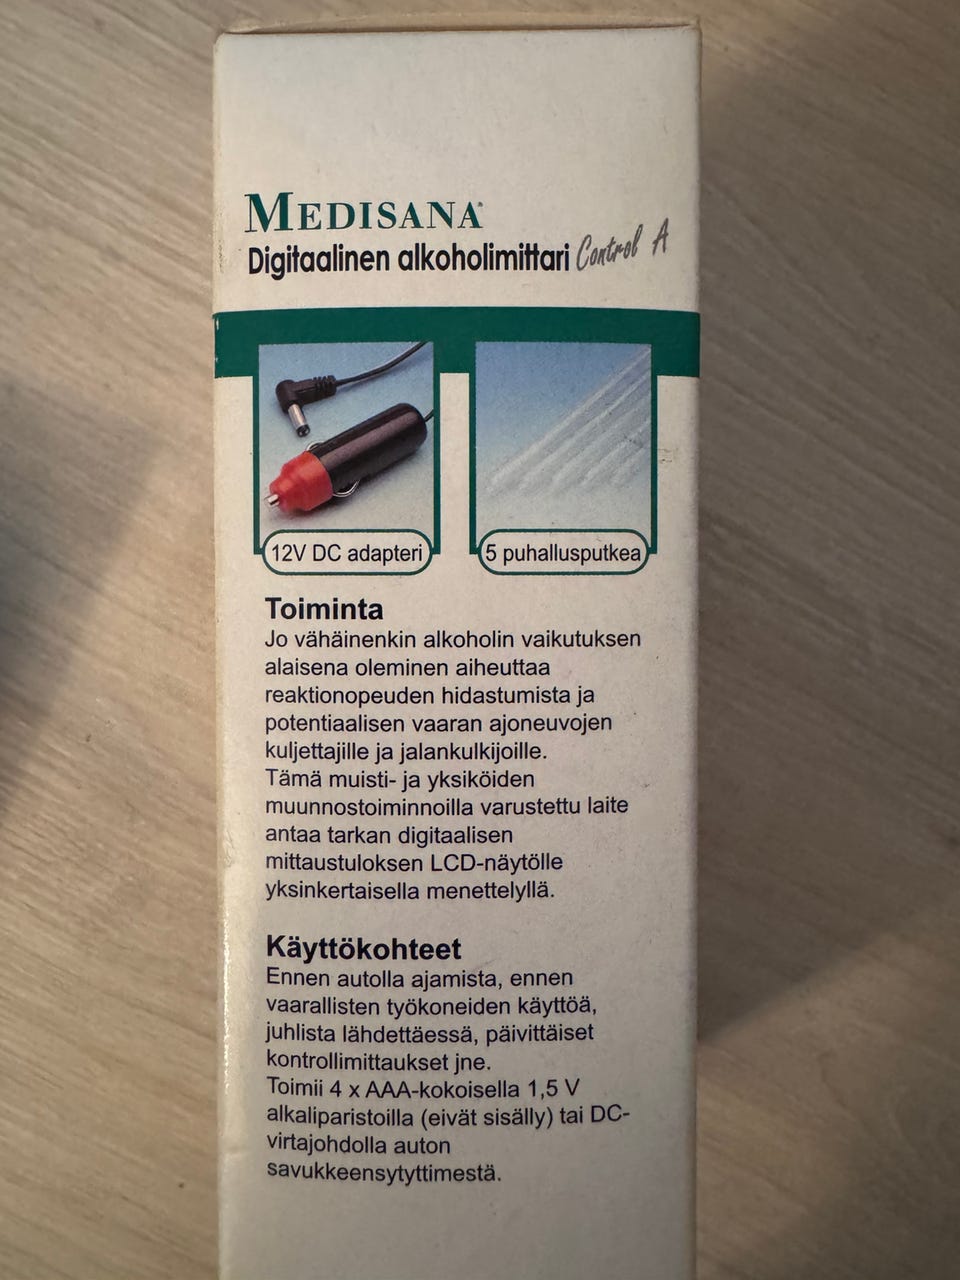 MEDISANA
Digitaalinen alkoholimittari Control A
12V DC adapteri
5 puhallusputkea
Toiminta
Jo vähäinenkin alkoholin vaikutuksen
alaisena oleminen aiheuttaa
reaktionopeuden hidastumista ja
potentiaalisen vaaran ajoneuvojen
kuljettajille ja jalankulkijoille.
Tämä muisti- ja yksiköiden
muunnostoiminnoilla varustettu laite
antaa tarkan digitaalisen
mittaustuloksen LCD-näytölle
yksinkertaisella menettelyllä.
Käyttökohteet
Ennen autolla ajamista, ennen
vaarallisten työkoneiden käyttöä,
juhlista lähdettäessä, päivittäiset
kontrollimittaukset jne.
Toimii 4 x AAA-kokoisella 1,5 V
alkaliparistoilla (eivät sisälly) tai DC-
virtajohdolla auton
savukkeensytyttimestä.